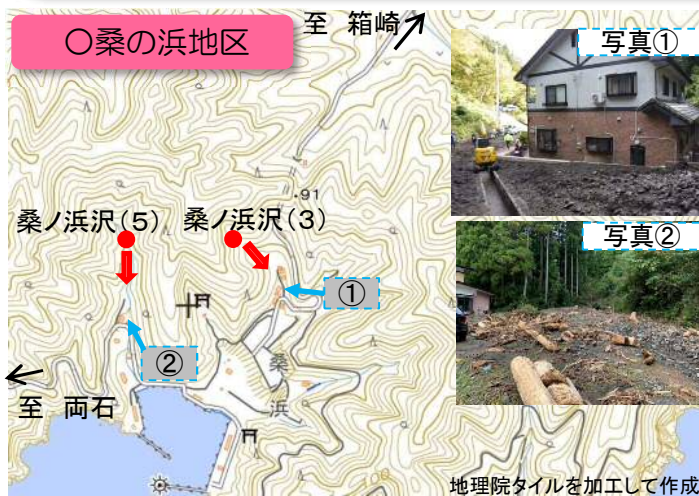 〇桑の浜地区
至 箱崎
写真①
・91
桑ノ浜沢(5)
桑ノ浜沢(3)
①
②
桑
浜
至 両石
写真②
108
地理院タイルを加工して作成